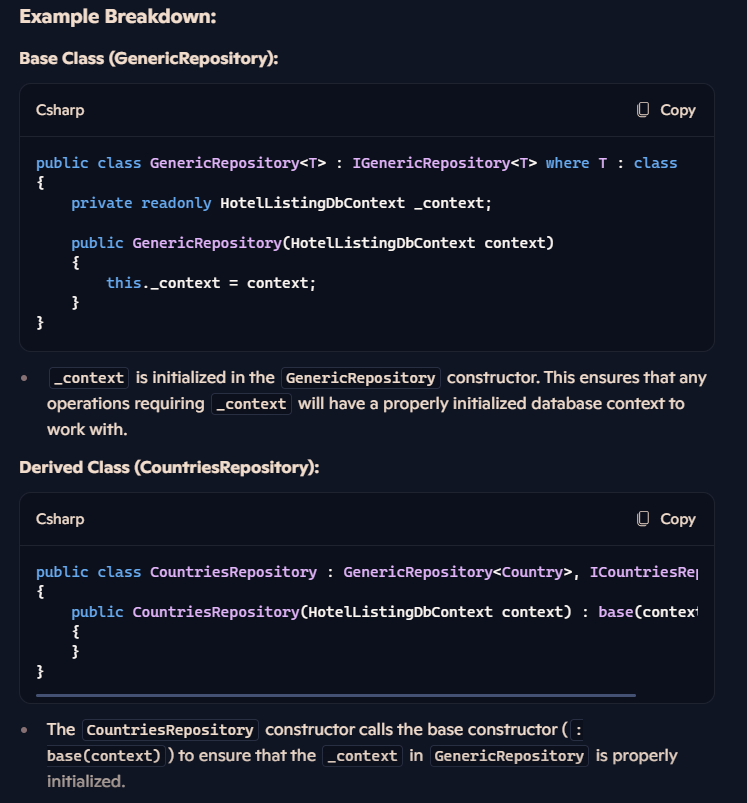 Example Breakdown:
Base Class (GenericRepository):
Csharp
Copy
public class GenericRepository<T> : IGenericRepository<T> where T : class
{
    private readonly HotelListingDbContext _context;

    public GenericRepository(HotelListingDbContext context)
    {
        this._context = context;
    }
}
_context is initialized in the GenericRepository constructor. This ensures that any
operations requiring _context will have a properly initialized database context to
work with.
Derived Class (CountriesRepository):
Csharp
Copy
public class CountriesRepository : GenericRepository<Country>, ICountriesRep
{
    public CountriesRepository(HotelListingDbContext context) : base(context
    {
    }
}
The CountriesRepository constructor calls the base constructor ( :
base(context) ) to ensure that the _context in GenericRepository is properly
initialized.